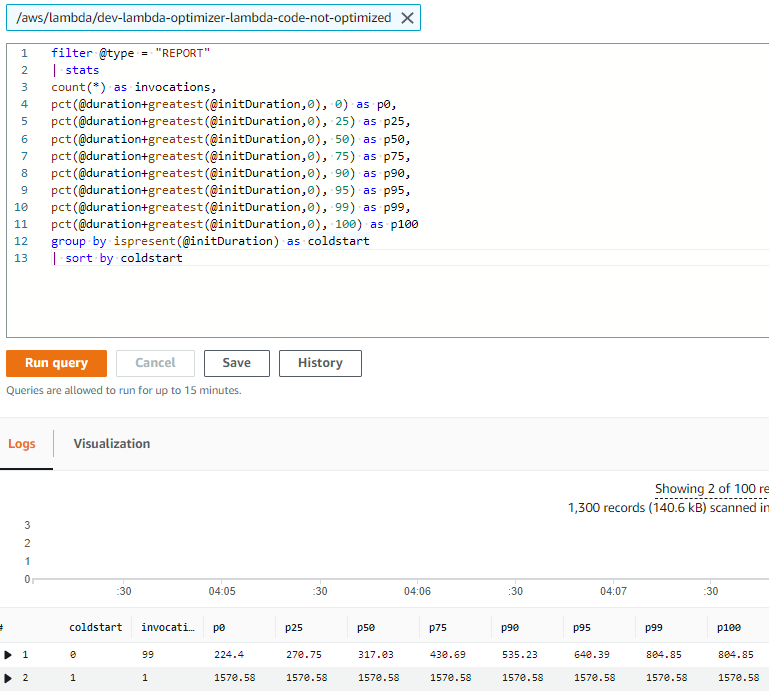 /aws/lambda/dev-lambda-optimizer-lambda-code-not-optimized
1 filter @type = "REPORT"
2 | stats
3 count(*) as invocations,
4 pct(@duration+greatest(@initDuration,0), 0) as p0,
5 pct(@duration+greatest(@initDuration,0), 25) as p25,
6 pct(@duration+greatest(@initDuration,0), 50) as p50,
7 pct(@duration+greatest(@initDuration,0), 75) as p75,
8 pct(@duration+greatest(@initDuration,0), 90) as p90,
9 pct(@duration+greatest(@initDuration,0), 95) as p95,
10 pct(@duration+greatest(@initDuration,0), 99) as p99,
11 pct(@duration+greatest(@initDuration,0), 100) as p100
12 group by ispresent(@initDuration) as coldstart
13 | sort by coldstart
Run query Cancel Save History
Queries are allowed to run for up to 15 minutes.
Logs Visualization
Showing 2 of 100 re
1,300 records (140.6 kB) scanned in
3
2
1
0
:30 04:05 :30 04:06 :30 04:07 :30
# coldstart invocati... p0 p25 p50 p75 p90 p95 p99 p100
1 0 99 224.4 270.75 317.03 430.69 535.23 640.39 804.85 804.85
2 1 1 1570.58 1570.58 1570.58 1570.58 1570.58 1570.58 1570.58 1570.58